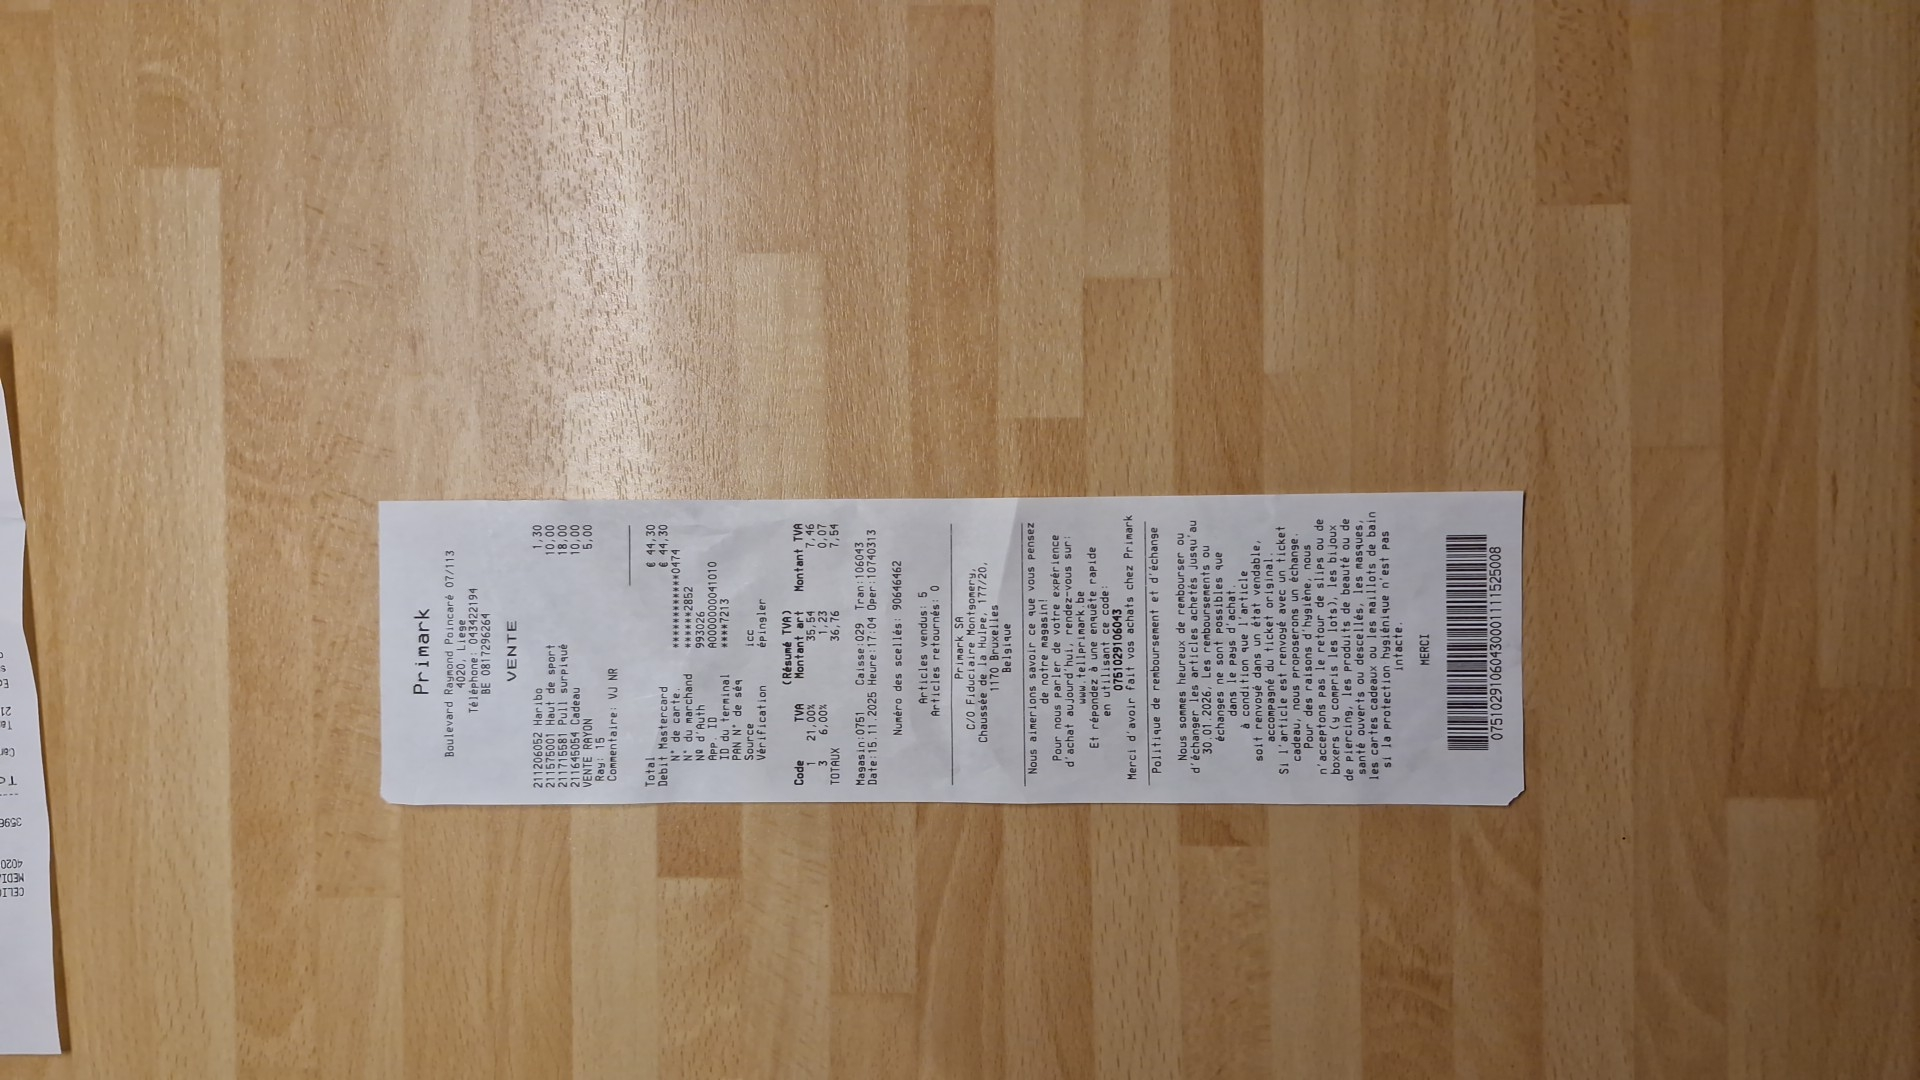 Primark
Boulevard Raymond Poincaré 07/113
4020, Liege
Téléphone: 043422194
BE 0817296264
VENTE
211206052 Haribo 1,30
211575001 Haut de sport 10,00
211715581 Pull surpiqué 18,00
211645054 Cadeau 10,00
VENTE RAYON 5,00
Ray: 15
Commentaire: VJ NR
Total € 44,30
Debit Mastercard € 44,30
N° de carte. ************0474
N° du marchand ******2852
Nº d'Auth 993026
App. ID A0000000041010
ID du terminal ****7213
PAN N° de séq
Source icc
Vérification épingler
(Résumé TVA)
Code TVA Montant art Montant TVA
1 21,00% 35,54 7,46
3 6,00% 1,23 0,07
TOTAUX 36,76 7,54
Magasin:0751 Caisse:029 Tran:106043
Date:15.11.2025 Heure:17:04 Oper:10740313
Numéro des scellés: 90646462
Articles vendus: 5
Articles retournés: 0
Primark SA
C/O Fiduciaire Montgomery,
Chaussée de la Hulpe, 177/20,
1170 Bruxelles
Belgique
Nous aimerions savoir ce que vous pensez
de notre magasin!
Pour nous parler de votre expérience
d'achat aujourd'hui, rendez-vous sur:
www.tellprimark.be
Et répondez à une enquête rapide
en utilisant ce code:
075102910​6043
Merci d'avoir fait vos achats chez Primark
Politique de remboursement et d'échange
Nous sommes heureux de rembourser ou
d'échanger les articles achetés jusqu'au
30.01.2026, Les remboursements ou
échanges ne sont possibles que
dans le pays d'achat.
à condition que l'article
soit renvoyé dans un état vendable,
accompagné du ticket original.
Si l'article est renvoyé avec un ticket
cadeau, nous proposerons un échange.
Pour des raisons d'hygiène, nous
n'acceptons pas le retour de slips ou de
boxers (y compris les lots), les bijoux
de piercing, les produits de beauté ou de
santé ouverts ou descellés, les masques,
les cartes cadeaux ou les maillots de bain
si la protection hygiénique n'est pas
intacte.
MERCI
0751029106043000111​1525008
CELIO
MEDIA
4020
3598